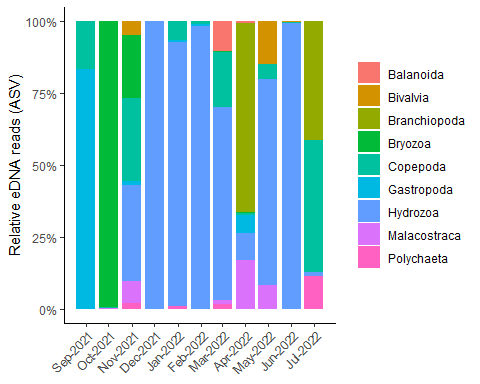 Relative eDNA reads (ASV)
100%
75%
50%
25%
0%
Sep-2021
Oct-2021
Nov-2021
Dec-2021
Jan-2022
Feb-2022
Mar-2022
Apr-2022
May-2022
Jun-2022
Jul-2022
Balanoida
Bivalvia
Branchiopoda
Bryozoa
Copepoda
Gastropoda
Hydrozoa
Malacostraca
Polychaeta